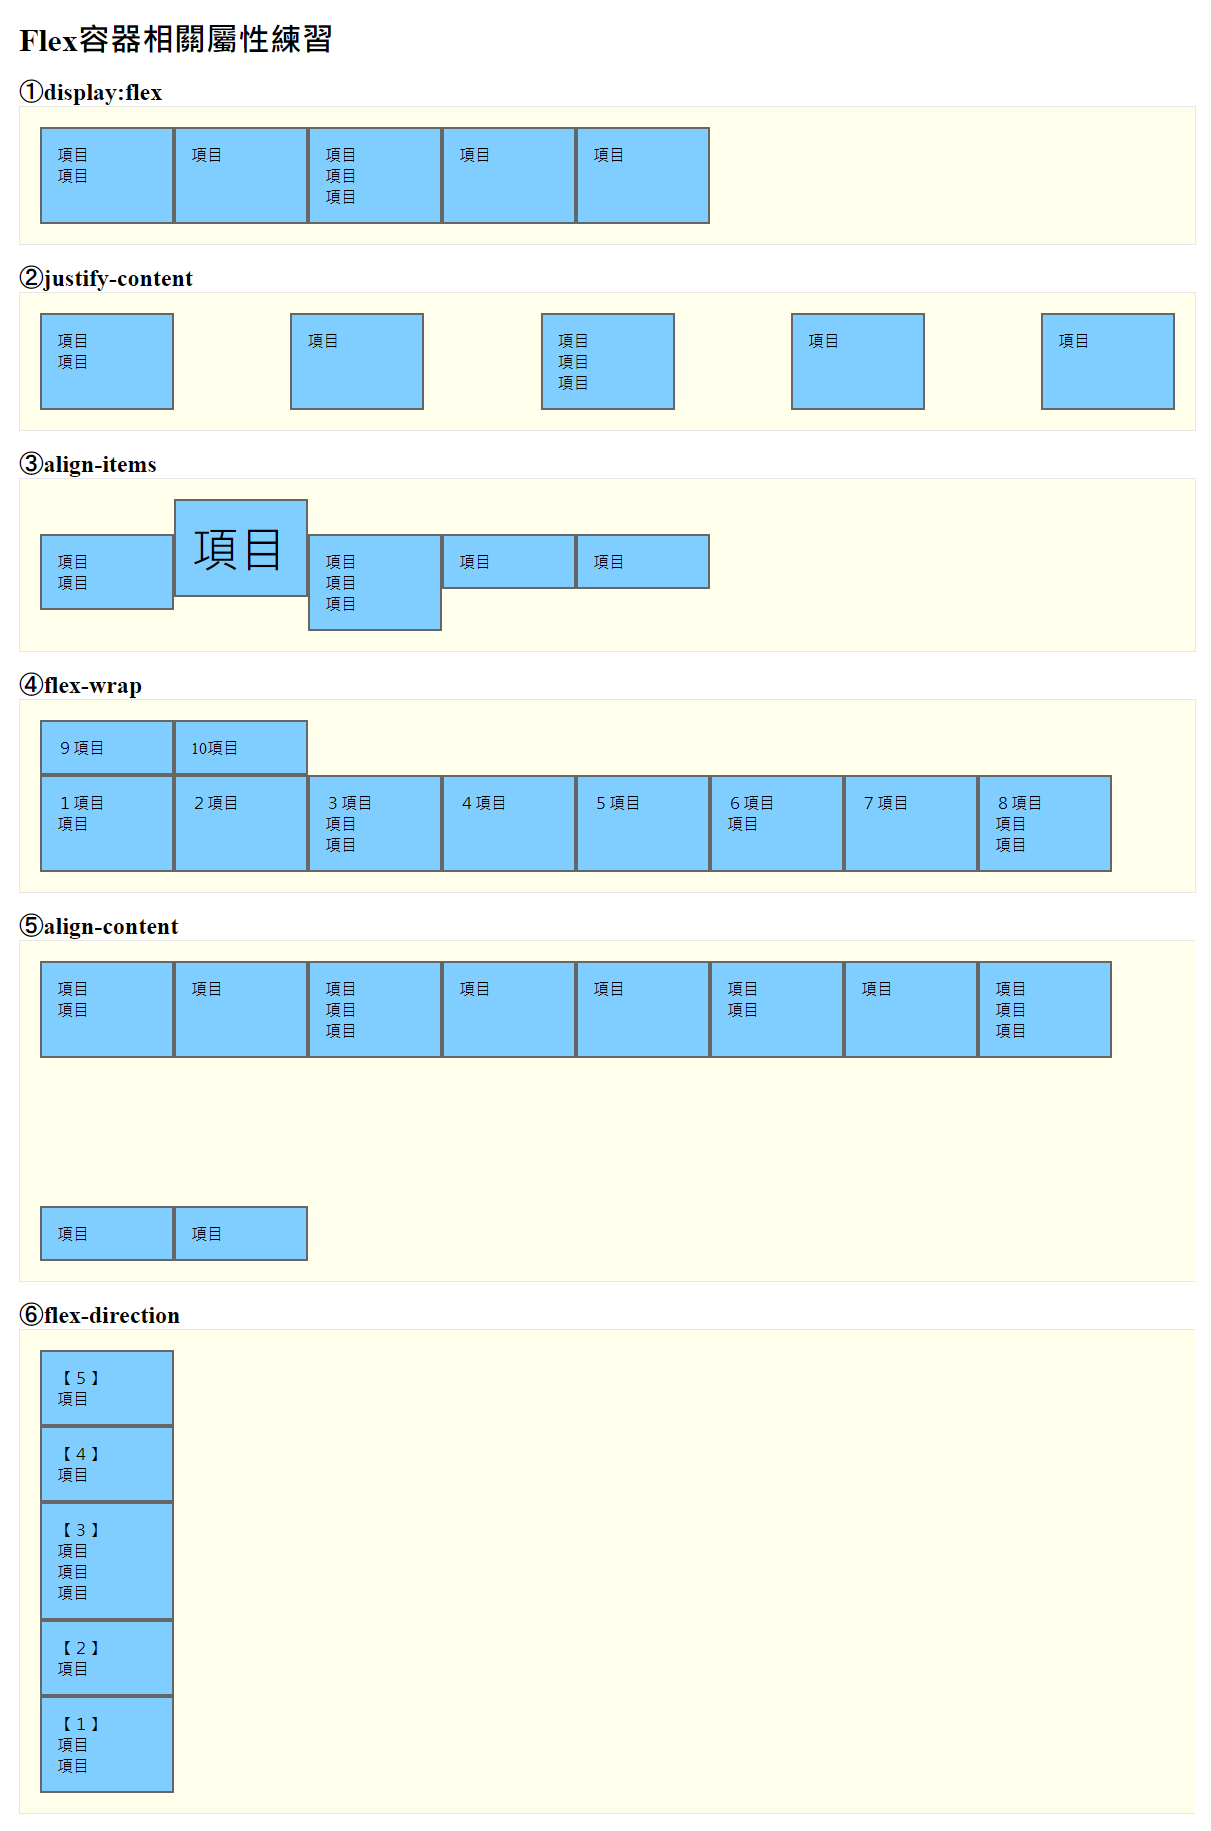 Flex容器相關屬性練習
①display:flex
項目 項目 項目 項目 項目
項目 項目
項目
②justify-content
項目 項目 項目 項目 項目
項目 項目
項目
③align-items
項目
項目 項目 項目 項目
項目 項目
項目
④flex-wrap
９項目 10項目
１項目 ２項目 ３項目 ４項目 ５項目 ６項目 ７項目 ８項目
項目 項目 項目 項目
項目 項目
⑤align-content
項目 項目 項目 項目 項目 項目 項目 項目
項目 項目 項目 項目
項目 項目
項目 項目
⑥flex-direction
【５】
項目
【４】
項目
【３】
項目
項目
項目
【２】
項目
【１】
項目
項目